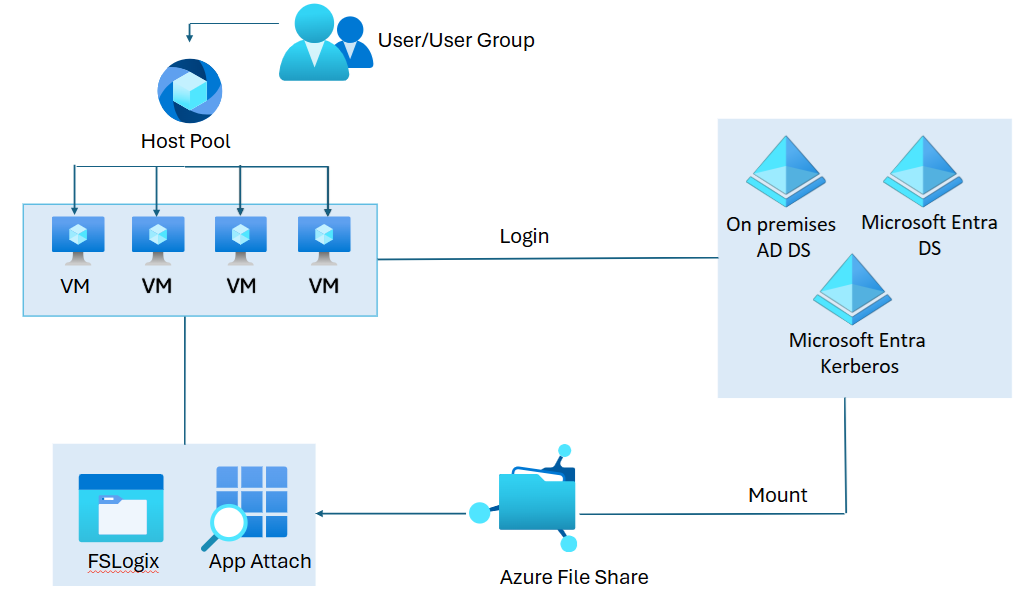 User/User Group
Host Pool
VM
VM
VM
VM
Login
On premises
AD DS
Microsoft Entra
DS
Microsoft Entra
Kerberos
FSLogix
App Attach
Azure File Share
Mount